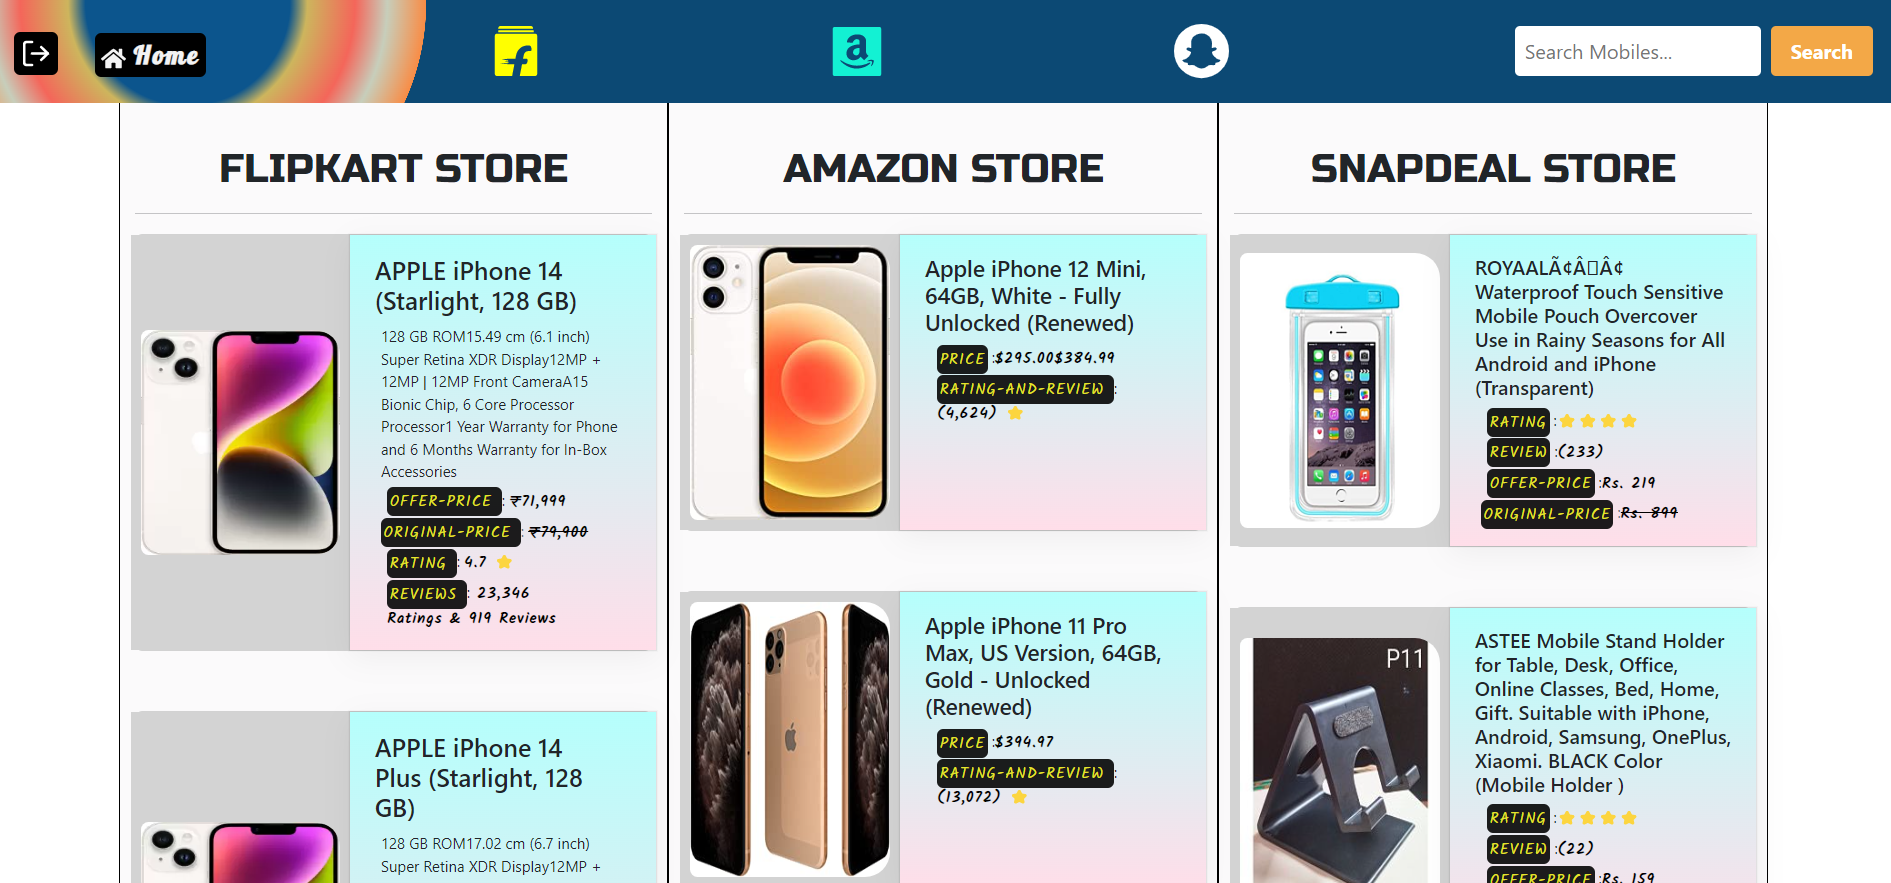 Home
Search Mobiles...
Search
FLIPKART STORE
APPLE iPhone 14
(Starlight, 128 GB)
128 GB ROM15.49 cm (6.1 inch)
Super Retina XDR Display12MP +
12MP | 12MP Front CameraA15
Bionic Chip, 6 Core Processor
Processor1 Year Warranty for Phone
and 6 Months Warranty for In-Box
Accessories
OFFER-PRICE : ₹71,999
ORIGINAL-PRICE : ₹79,900
RATING : 4.7
REVIEWS : 23,346
Ratings & 919 Reviews
APPLE iPhone 14
Plus (Starlight, 128
GB)
128 GB ROM17.02 cm (6.7 inch)
Super Retina XDR Display12MP +
AMAZON STORE
Apple iPhone 12 Mini,
64GB, White - Fully
Unlocked (Renewed)
PRICE :$295.00$384.99
RATING-AND-REVIEW :
(4,624)
Apple iPhone 11 Pro
Max, US Version, 64GB,
Gold - Unlocked
(Renewed)
PRICE :$394.97
RATING-AND-REVIEW :
(13,072)
SNAPDEAL STORE
ROYAALÃ¢Â▯Â¢
Waterproof Touch Sensitive
Mobile Pouch Overcover
Use in Rainy Seasons for All
Android and iPhone
(Transparent)
RATING :
REVIEW :(233)
OFFER-PRICE :Rs. 219
ORIGINAL-PRICE :Rs. 899
P11
ASTEE Mobile Stand Holder
for Table, Desk, Office,
Online Classes, Bed, Home,
Gift. Suitable with iPhone,
Android, Samsung, OnePlus,
Xiaomi. BLACK Color
(Mobile Holder )
RATING :
REVIEW :(22)
OFFER-PRICE :Rs. 159